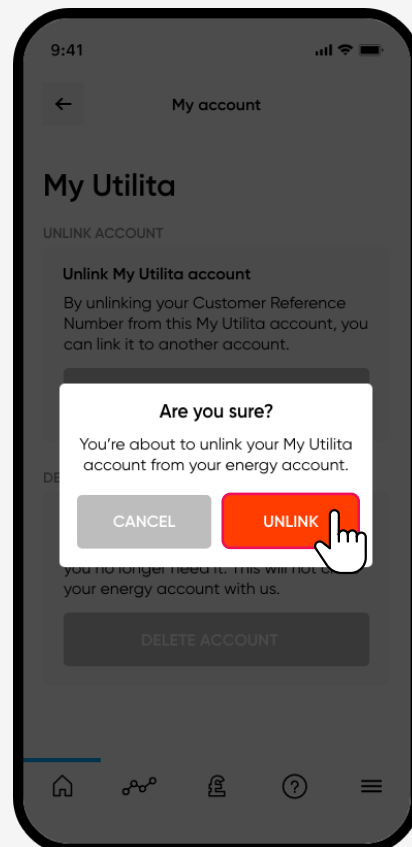 9:41
My account
My Utilita
UNLINK ACCOUNT
Unlink My Utilita account
By unlinking your Customer Reference
Number from this My Utilita account, you
can link it to another account.
Are you sure?
You're about to unlink your My Utilita
account from your energy account.
CANCEL
UNLINK
DE
you no longer need it. This will not
your energy account with us.
DELETE ACCOUNT